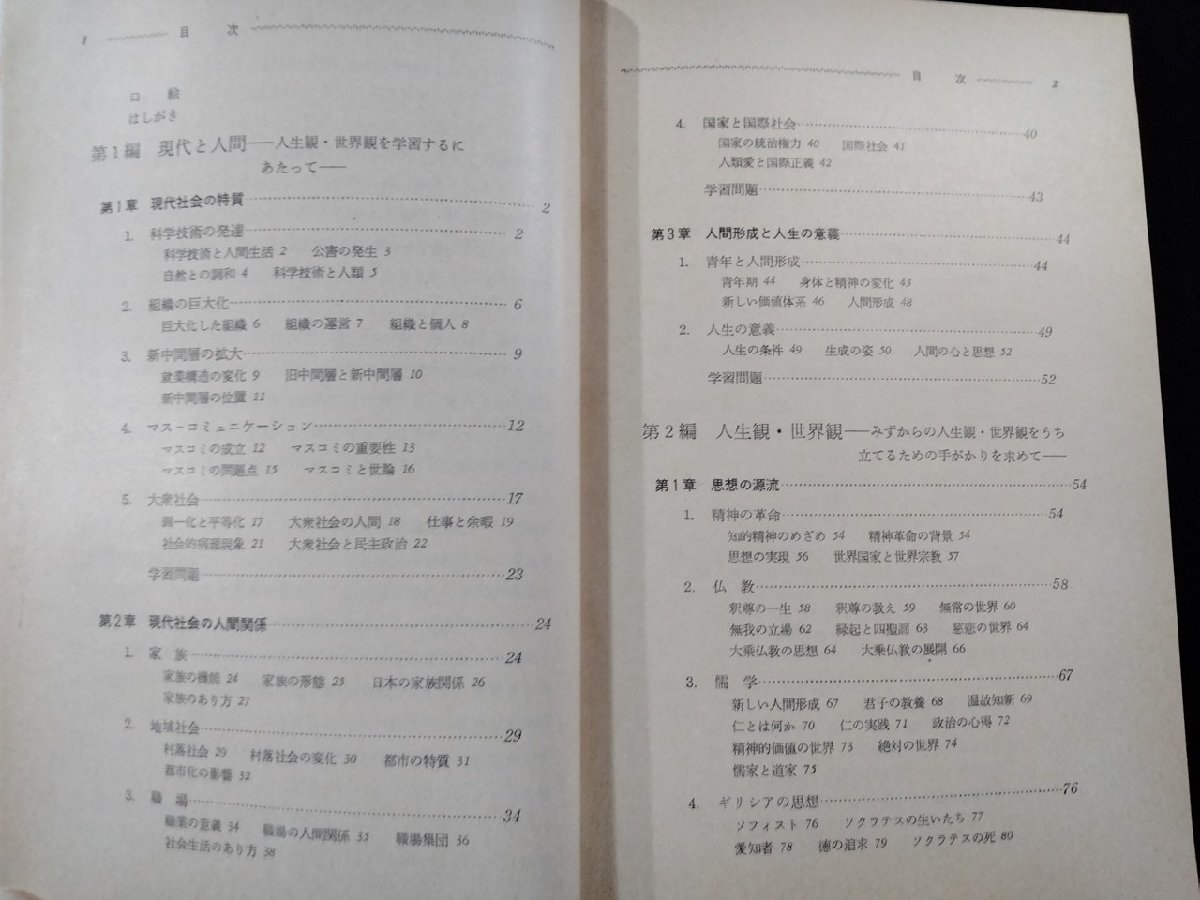 1 目次
口絵
はしがき
第1編 現代と人間――人生観・世界観を学習するに
あたって――
第1章 現代社会の特質 2
1. 科学技術の発達 2
科学技術と人間生活 2 公害の発生 3
自然との調和 4 科学技術と人類 5
2. 組織の巨大化 6
巨大化した組織 6 組織の運営 7 組織と個人 8
3. 新中間層の拡大 9
就業構造の変化 9 旧中間層と新中間層 10
新中間層の位置 11
4. マス-コミュニケーション 12
マスコミの成立 12 マスコミの重要性 13
マスコミの問題点 15 マスコミと世論 16
5. 大衆社会 17
画一化と平等化 17 大衆社会の人間 18 仕事と余暇 19
社会的病理現象 21 大衆社会と民主政治 22
学習問題 23
第2章 現代社会の人間関係 24
1. 家族 24
家族の機能 24 家族の形態 25 日本の家族関係 26
家族のあり方 27
2. 地域社会 29
村落社会 29 村落社会の変化 30 都市の特質 31
都市化の影響 32
3. 職場 34
職業の意義 34 職場の人間関係 35 職場集団 36
社会生活のあり方 38
目次 2
4. 国家と国際社会 40
国家の統治権力 40 国際社会 41
人類愛と国際正義 42
学習問題 43
第3章 人間形成と人生の意義 44
1. 青年と人間形成 44
青年期 44 身体と精神の変化 45
新しい価値体系 46 人間形成 48
2. 人生の意義 49
人生の条件 49 生成の姿 50 人間の心と思想 52
学習問題 52
第2編 人生観・世界観――みずからの人生観・世界観をうち
立てるための手がかりを求めて――
第1章 思想の源流 54
1. 精神の革命 54
知的精神のめざめ 54 精神革命の背景 54
思想の実現 56 世界国家と世界宗教 57
2. 仏教 58
釈尊の一生 58 釈尊の教え 59 無常の世界 60
無我の立場 62 縁起と四聖諦 63 慈悲の世界 64
大乗仏教の思想 64 大乗仏教の展開 66
3. 儒学 67
新しい人間形成 67 君子の教養 68 温故知新 69
仁とは何か 70 仁の実践 71 政治の心得 72
精神的価値の世界 73 絶対の世界 74
儒家と道家 75
4. ギリシアの思想 76
ソフィスト 76 ソクラテスの生いたち 77
愛知者 78 徳の追求 79 ソクラテスの死 80